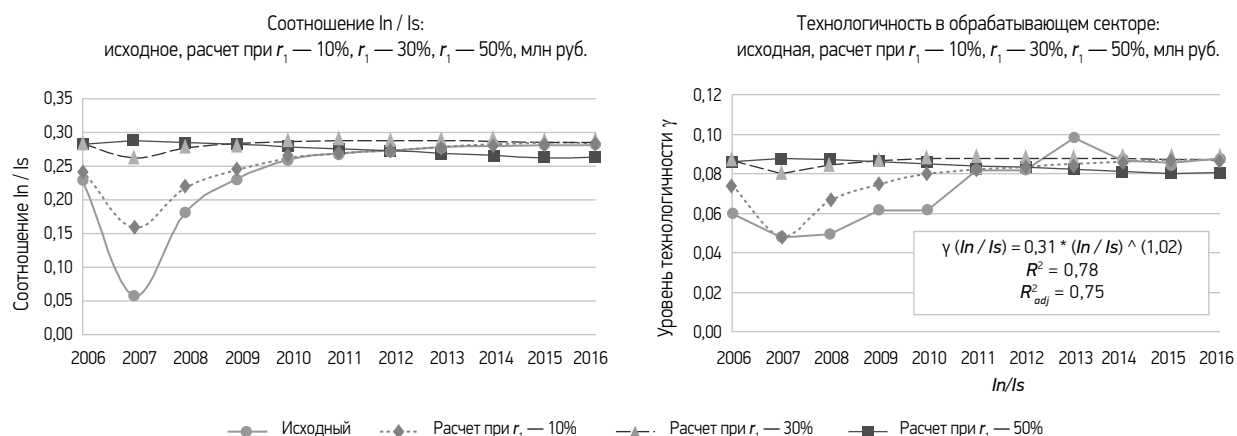 Соотношение In / Is:
исходное, расчет при r₁ — 10%, r₁ — 30%, r₁ — 50%, млн руб.
Соотношение In / Is
0,35
0,30
0,25
0,20
0,15
0,10
0,05
0,00
2006 2007 2008 2009 2010 2011 2012 2013 2014 2015 2016
Технологичность в обрабатывающем секторе:
исходная, расчет при r₁ — 10%, r₁ — 30%, r₁ — 50%, млн руб.
Уровень технологичности γ
0,12
0,10
0,08
0,06
0,04
0,02
0,00
γ (In / Is) = 0,31 * (In / Is) ^ (1,02)
R² = 0,78
R²adj = 0,75
2006 2007 2008 2009 2010 2011 2012 2013 2014 2015 2016
In/Is
Исходный Расчет при r₁ — 10% Расчет при r₁ — 30% Расчет при r₁ — 50%